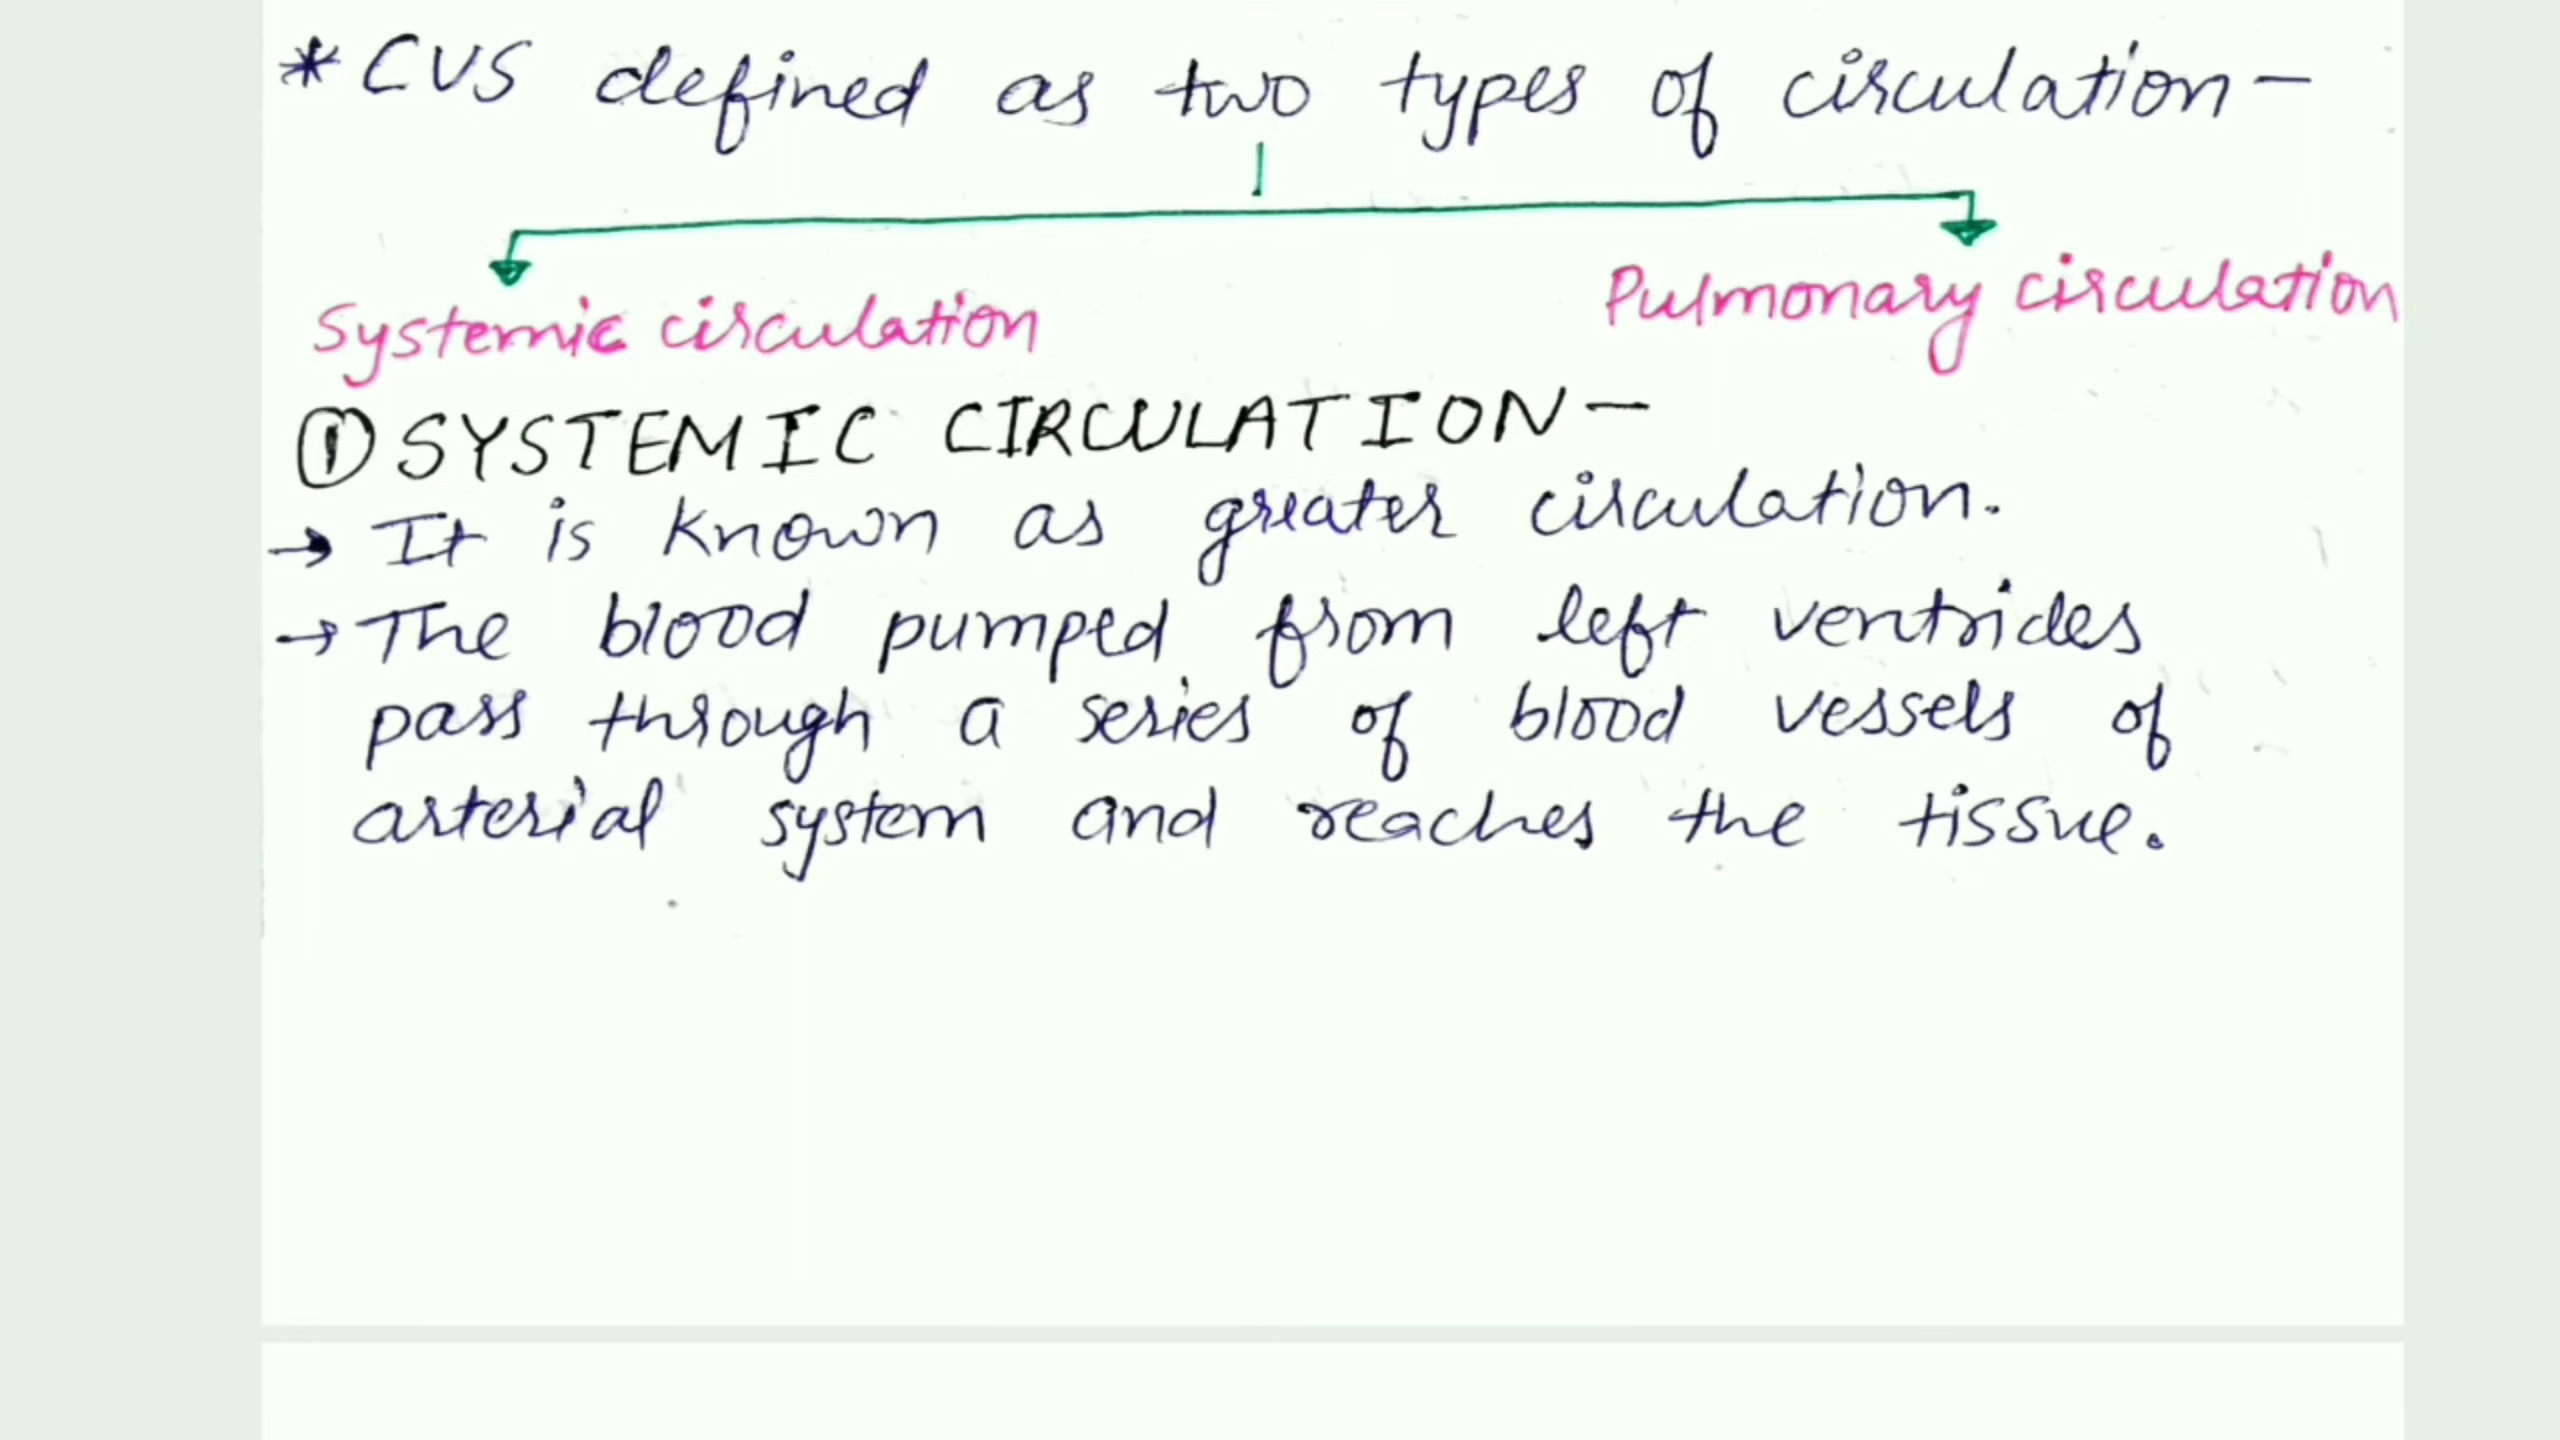 * CVS defined as two types of circulation-
Systemic circulation Pulmonary circulation
① SYSTEMIC CIRCULATION-
→ It is known as greater circulation.
→ The blood pumped from left ventricles
pass through a series of blood vessels of
arterial system and reaches the tissue.